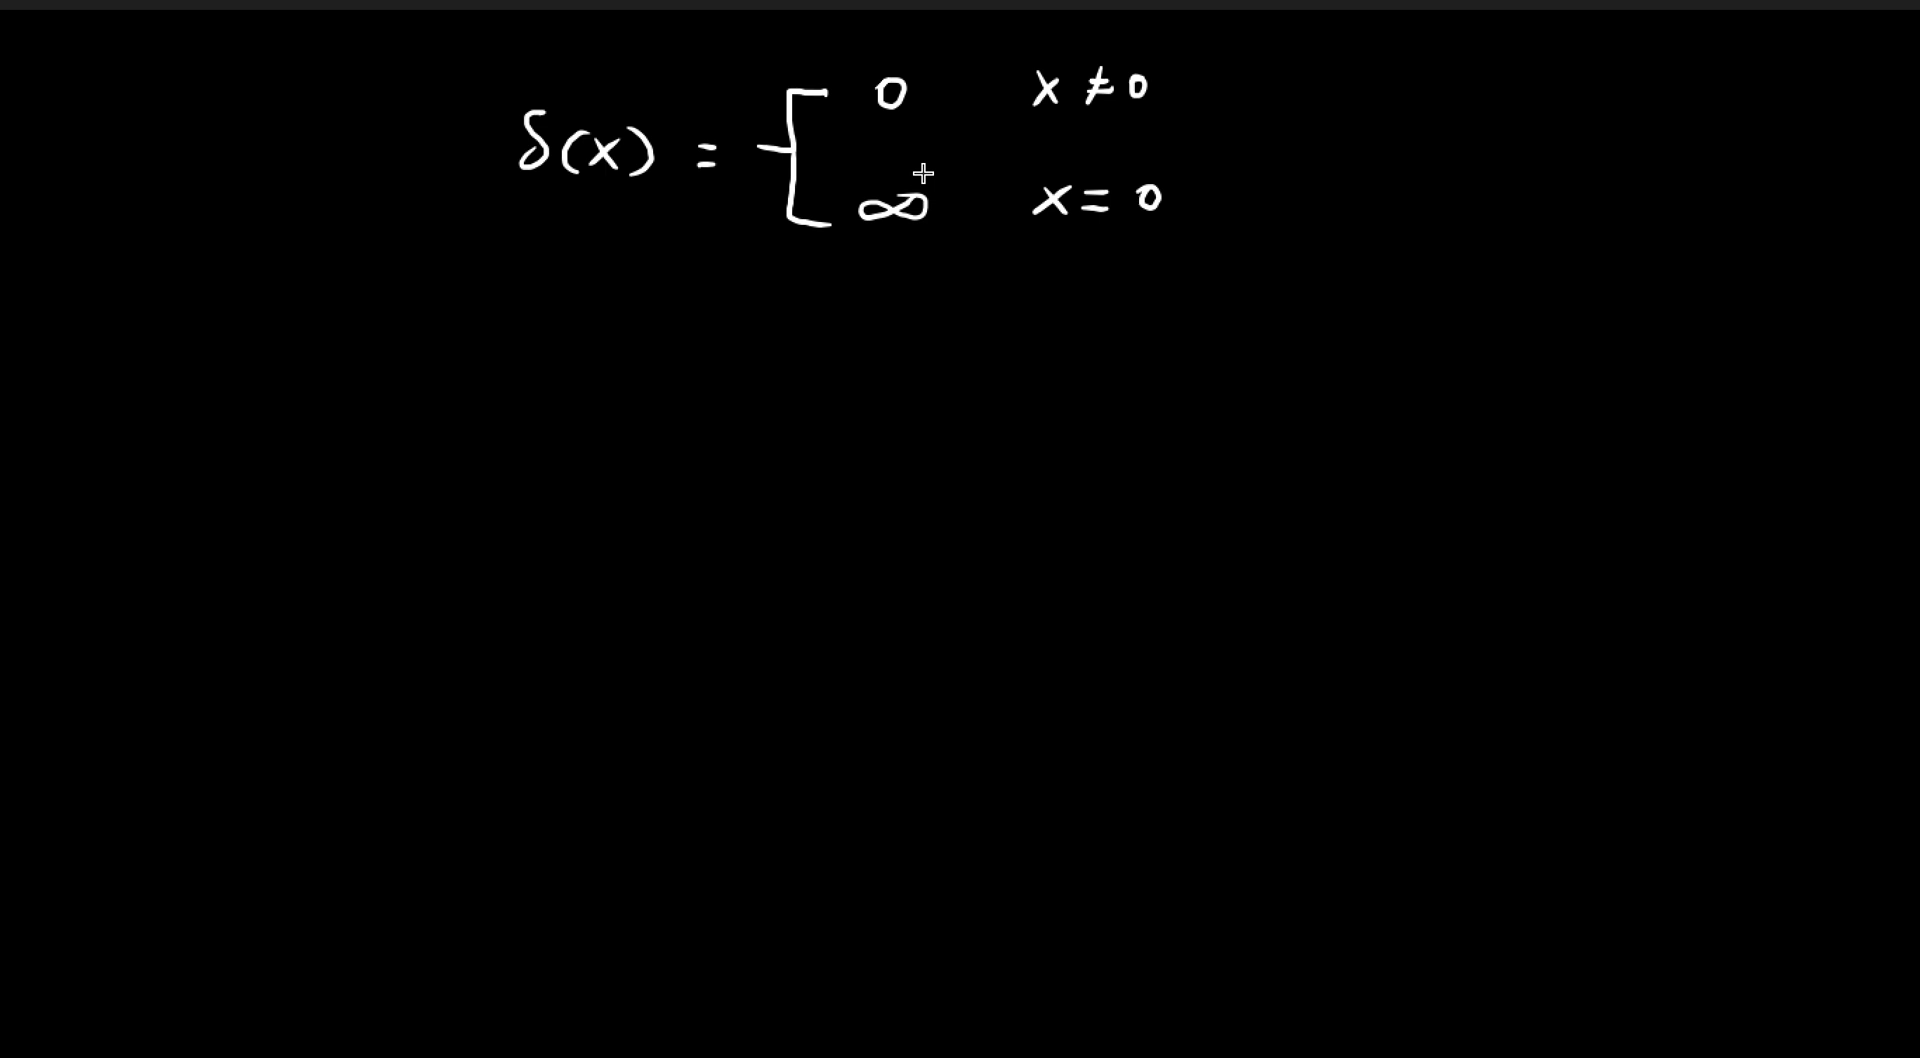 δ(x) = { 0 x ≠ 0
∞ x = 0